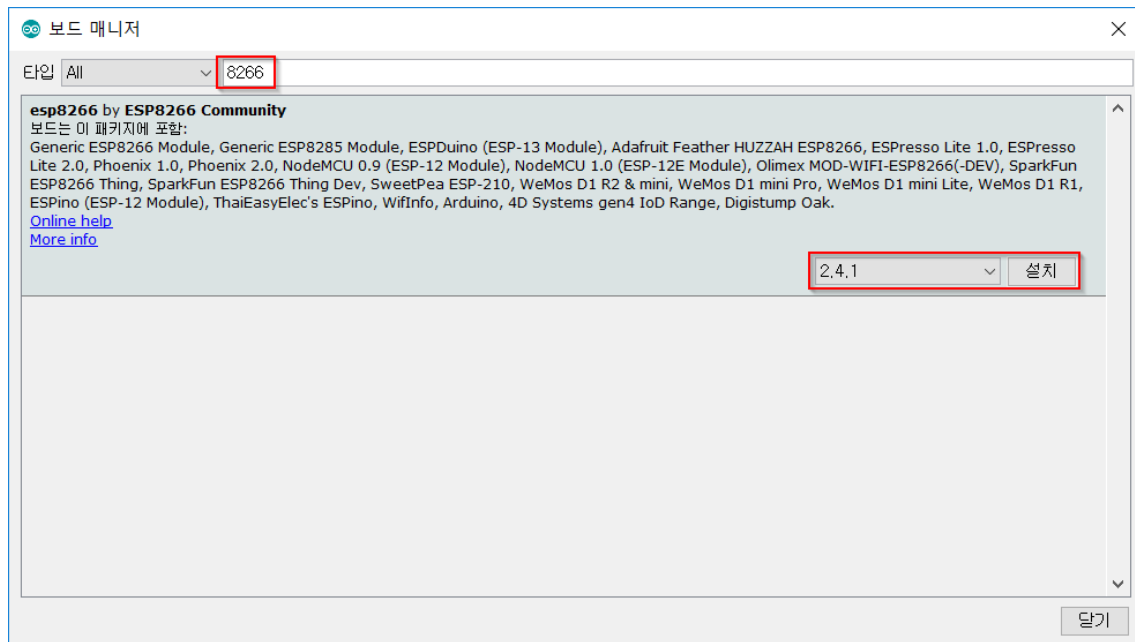 보드 매니저
타입 All 8266
esp8266 by ESP8266 Community
보드는 이 패키지에 포함:
Generic ESP8266 Module, Generic ESP8285 Module, ESPDuino (ESP-13 Module), Adafruit Feather HUZZAH ESP8266, ESPresso Lite 1.0, ESPresso
Lite 2.0, Phoenix 1.0, Phoenix 2.0, NodeMCU 0.9 (ESP-12 Module), NodeMCU 1.0 (ESP-12E Module), Olimex MOD-WIFI-ESP8266(-DEV), SparkFun
ESP8266 Thing, SparkFun ESP8266 Thing Dev, SweetPea ESP-210, WeMos D1 R2 & mini, WeMos D1 mini Pro, WeMos D1 mini Lite, WeMos D1 R1,
ESPino (ESP-12 Module), ThaiEasyElec's ESPino, WifInfo, Arduino, 4D Systems gen4 IoD Range, Digistump Oak.
Online help
More info
2,4,1 설치
닫기